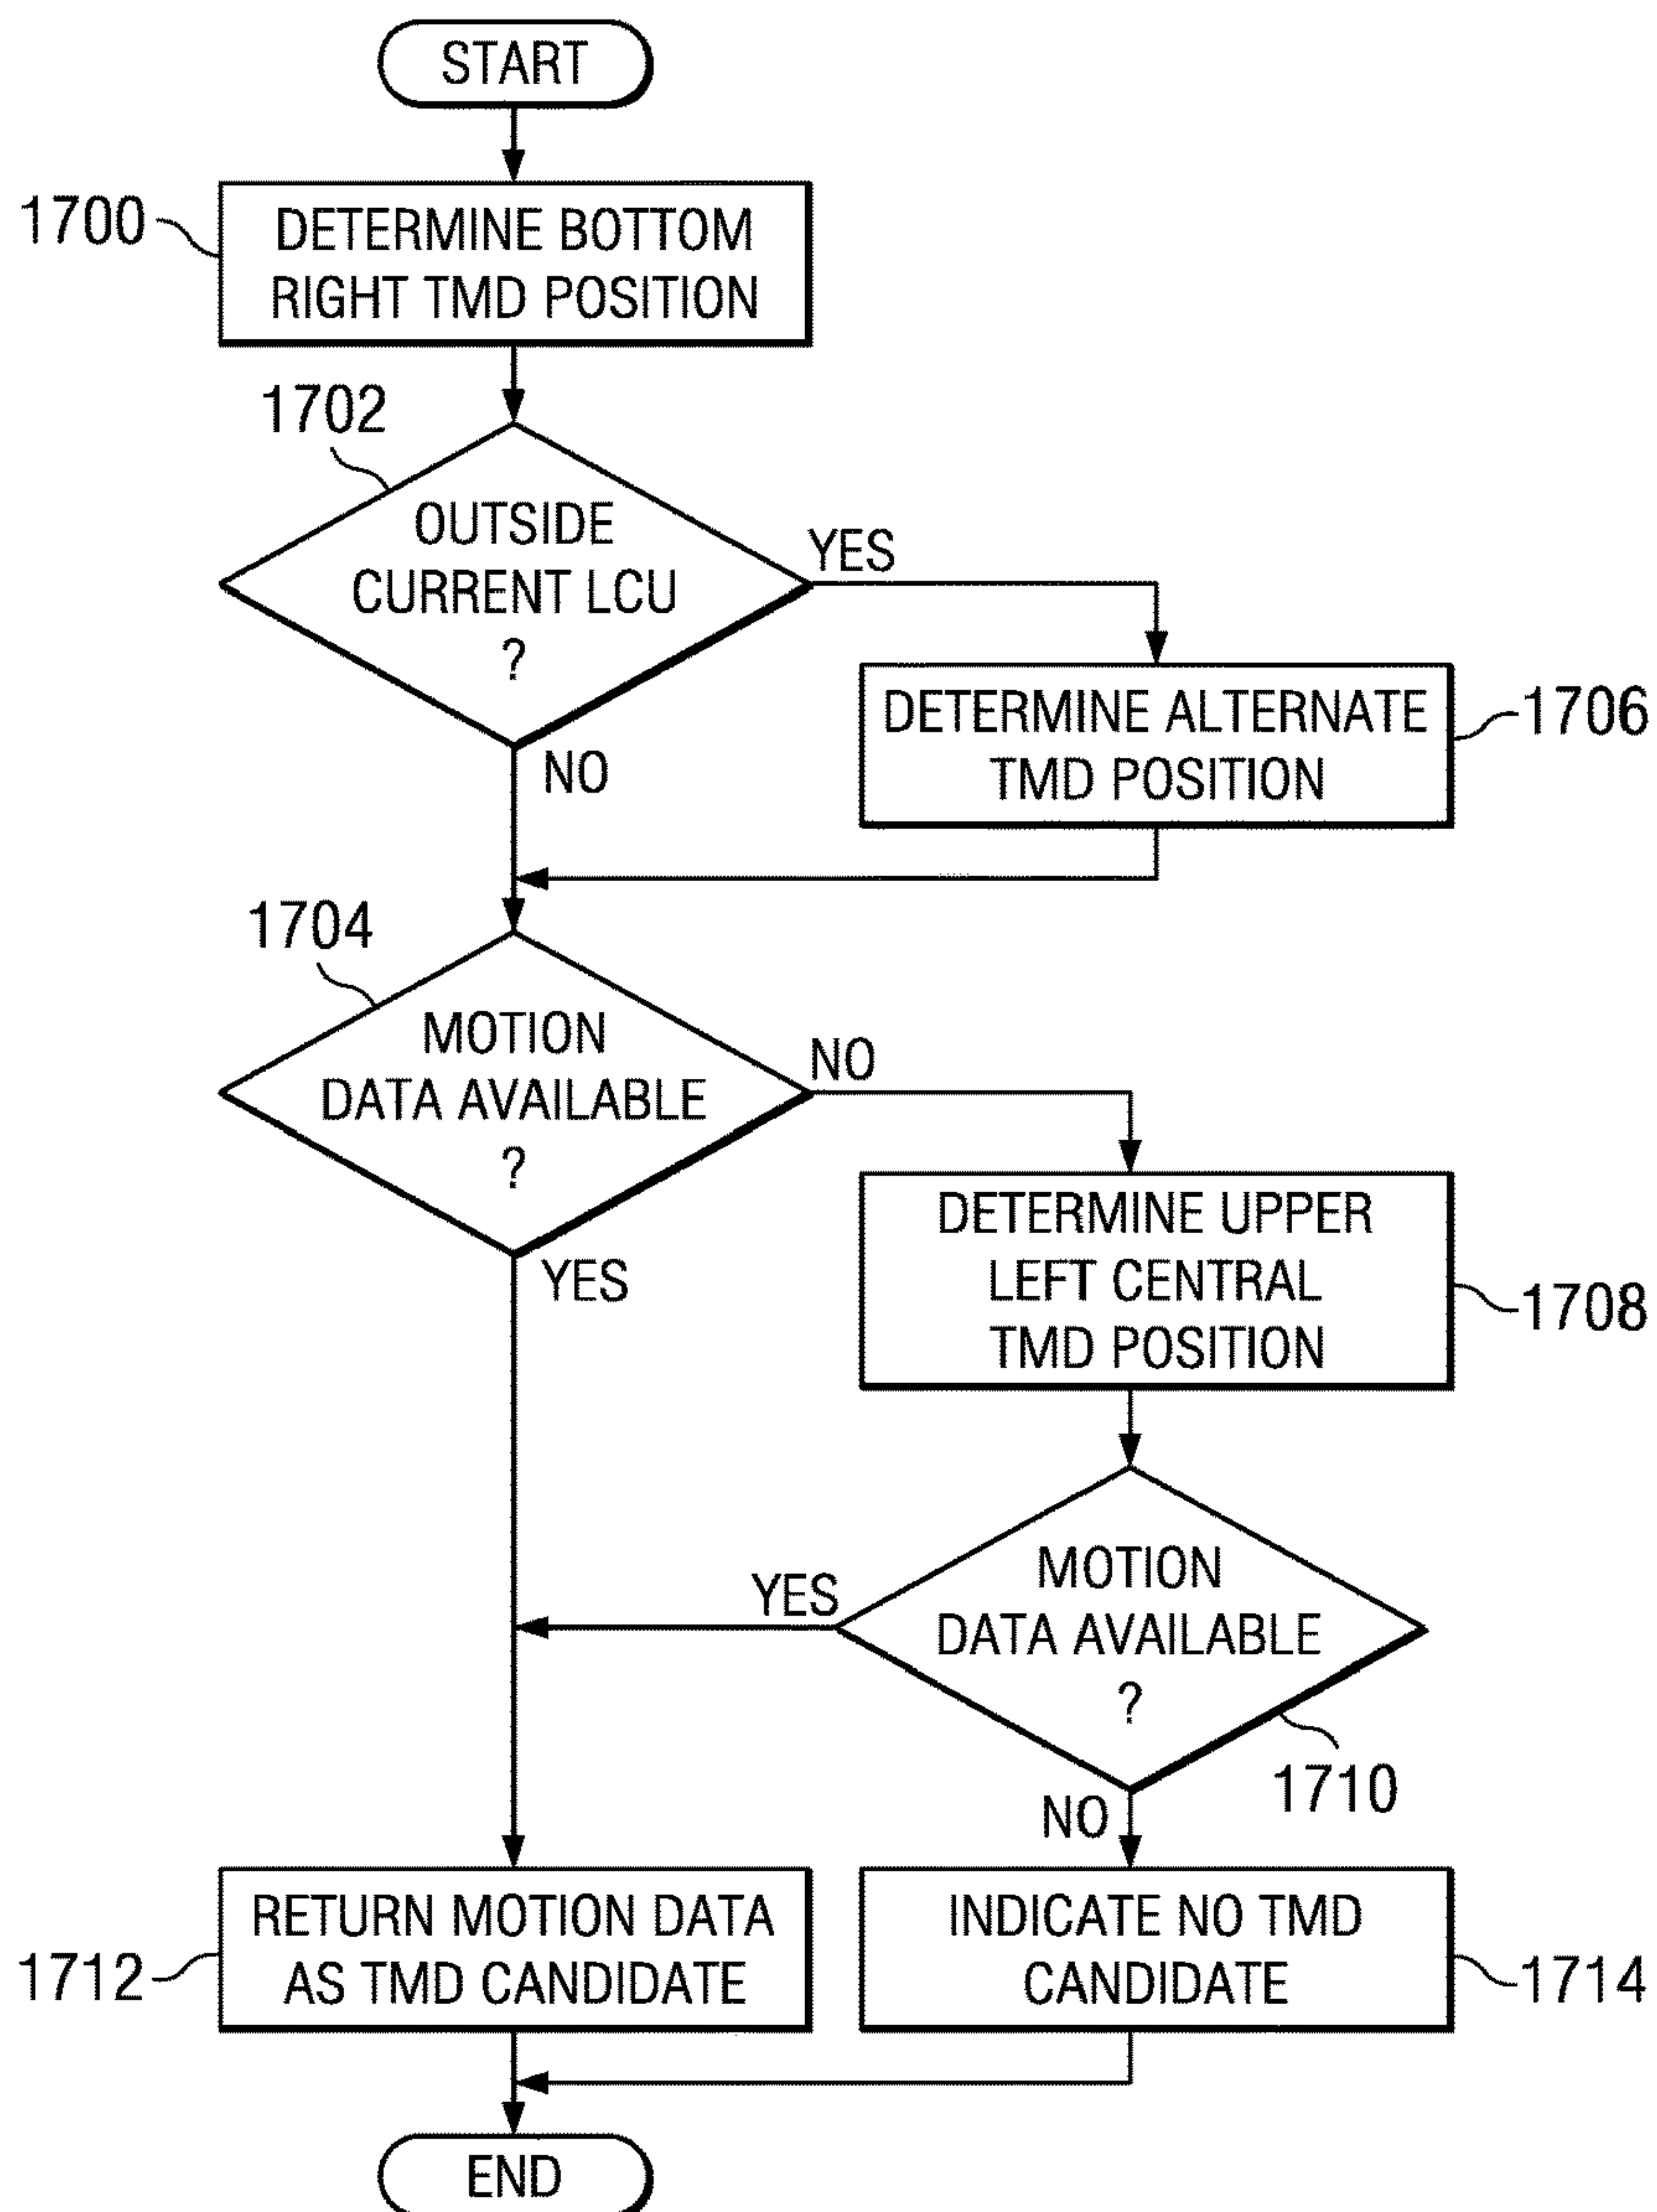 START
1700
DETERMINE BOTTOM
RIGHT TMD POSITION
1702
OUTSIDE
CURRENT LCU
?
YES
NO
DETERMINE ALTERNATE
TMD POSITION
1706
1704
MOTION
DATA AVAILABLE
?
NO
YES
DETERMINE UPPER
LEFT CENTRAL
TMD POSITION
1708
MOTION
DATA AVAILABLE
?
YES
1710
NO
1712
RETURN MOTION DATA
AS TMD CANDIDATE
INDICATE NO TMD
CANDIDATE
1714
END